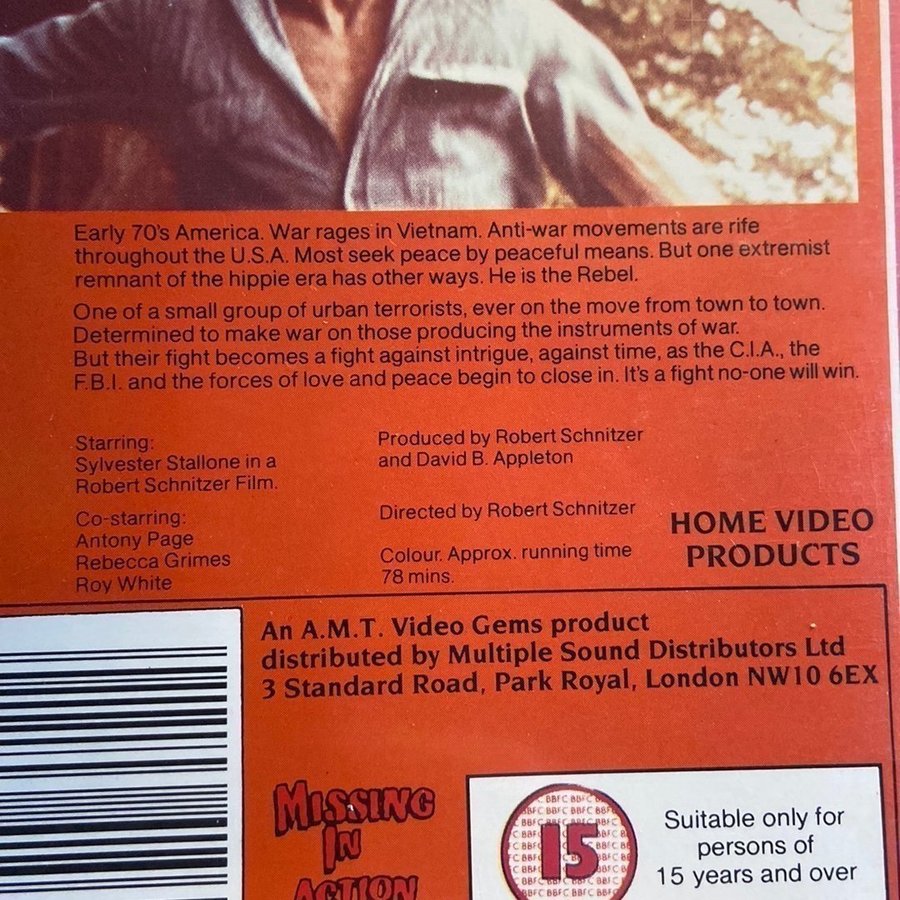 Early 70's America. War rages in Vietnam. Anti-war movements are rife
throughout the U.S.A. Most seek peace by peaceful means. But one extremist
remnant of the hippie era has other ways. He is the Rebel.
One of a small group of urban terrorists, ever on the move from town to town.
Determined to make war on those producing the instruments of war.
But their fight becomes a fight against intrigue, against time, as the C.I.A., the
F.B.I. and the forces of love and peace begin to close in. It's a fight no-one will win.
Starring:
Sylvester Stallone in a
Robert Schnitzer Film.
Co-starring:
Antony Page
Rebecca Grimes
Roy White
Produced by Robert Schnitzer
and David B. Appleton
Directed by Robert Schnitzer
Colour. Approx. running time
78 mins.
HOME VIDEO
PRODUCTS
An A.M.T. Video Gems product
distributed by Multiple Sound Distributors Ltd
3 Standard Road, Park Royal, London NW10 6EX
MISSING
IN
ACTION
BBFC BBFC
15
Suitable only for
persons of
15 years and over